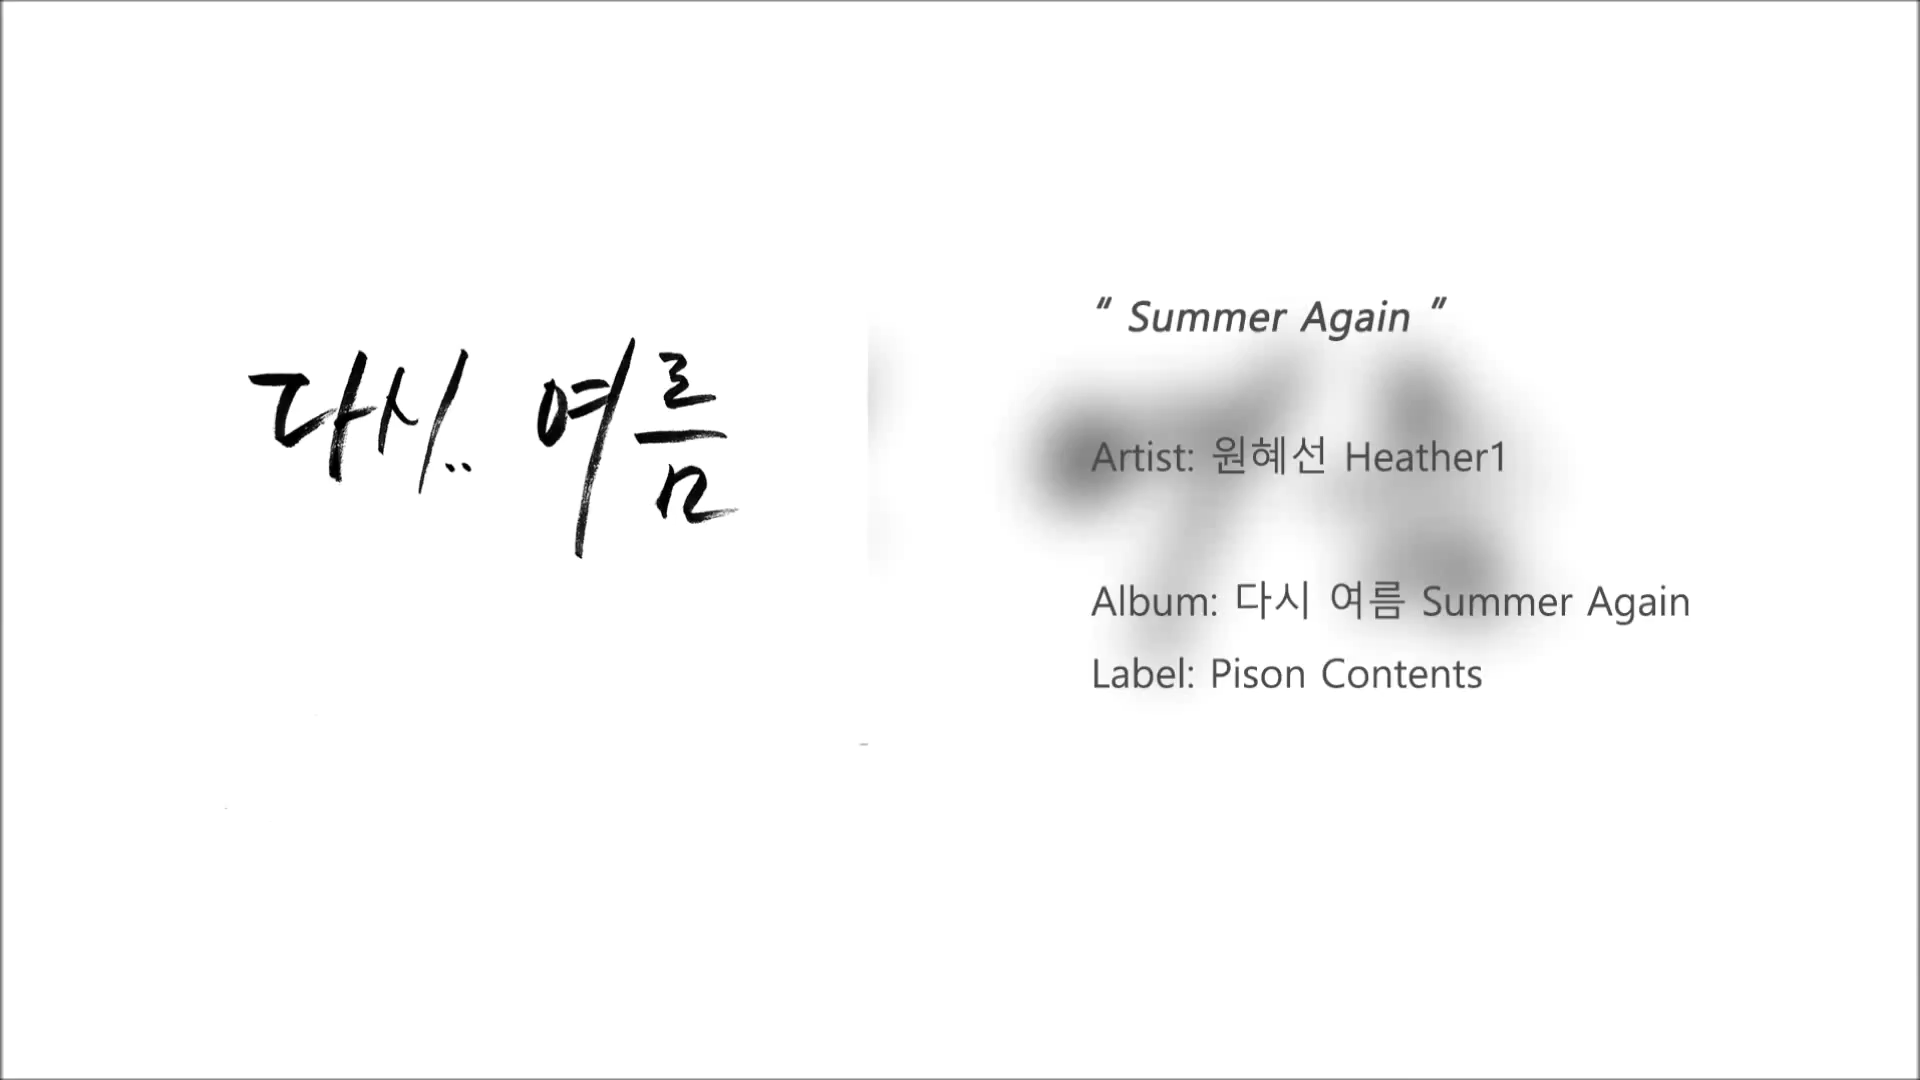 다시.. 여름
“ Summer Again ”
Artist: 원혜선 Heather1
Album: 다시 여름 Summer Again
Label: Pison Contents